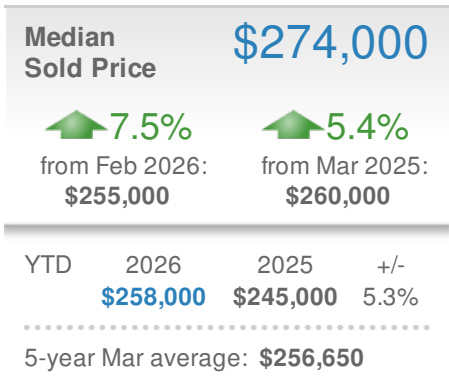 Median
Sold Price
$274,000
7.5%
from Feb 2026:
$255,000
5.4%
from Mar 2025:
$260,000
YTD 2026 2025 +/-
$258,000 $245,000 5.3%
5-year Mar average: $256,650